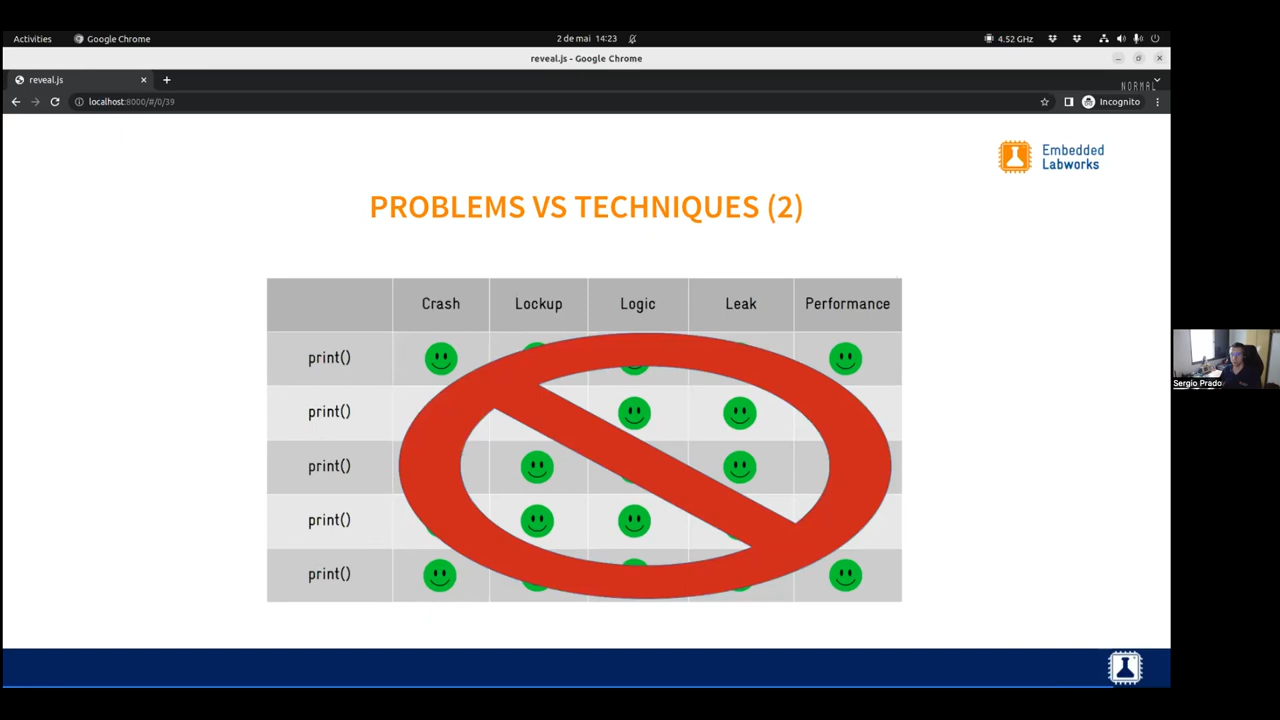 Activities
Google Chrome
2 de mai 14:23
4.52 GHz
reveal.js - Google Chrome
reveal.js
NORMAL
localhost:8000/#/0/39
Incognito
Embedded
Labworks
PROBLEMS VS TECHNIQUES (2)
Crash Lockup Logic Leak Performance
print()
print()
print()
print()
print()
Sergio Prado